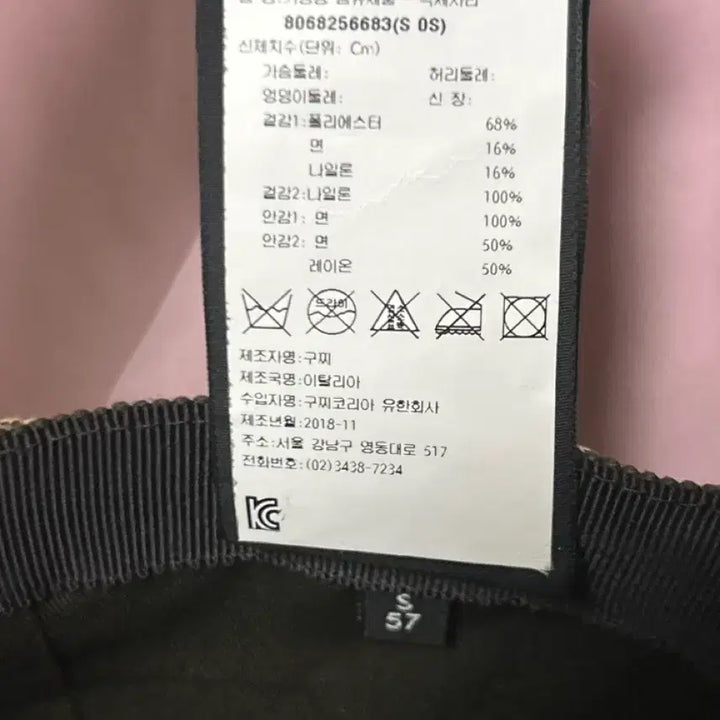 8068256683(S 0S)
신체치수(단위: Cm)
가슴둘레: 허리둘레:
엉덩이둘레: 신 장:
겉감1:폴리에스터 68%
면 16%
나일론 16%
겉감2:나일론 100%
안감1: 면 100%
안감2: 면 50%
레이온 50%
드라이
제조자명:구찌
제조국명:이탈리아
수입자명:구찌코리아 유한회사
제조년월:2018-11
주소:서울 강남구 영동대로 517
전화번호:(02)3438-7234
KC
S
57